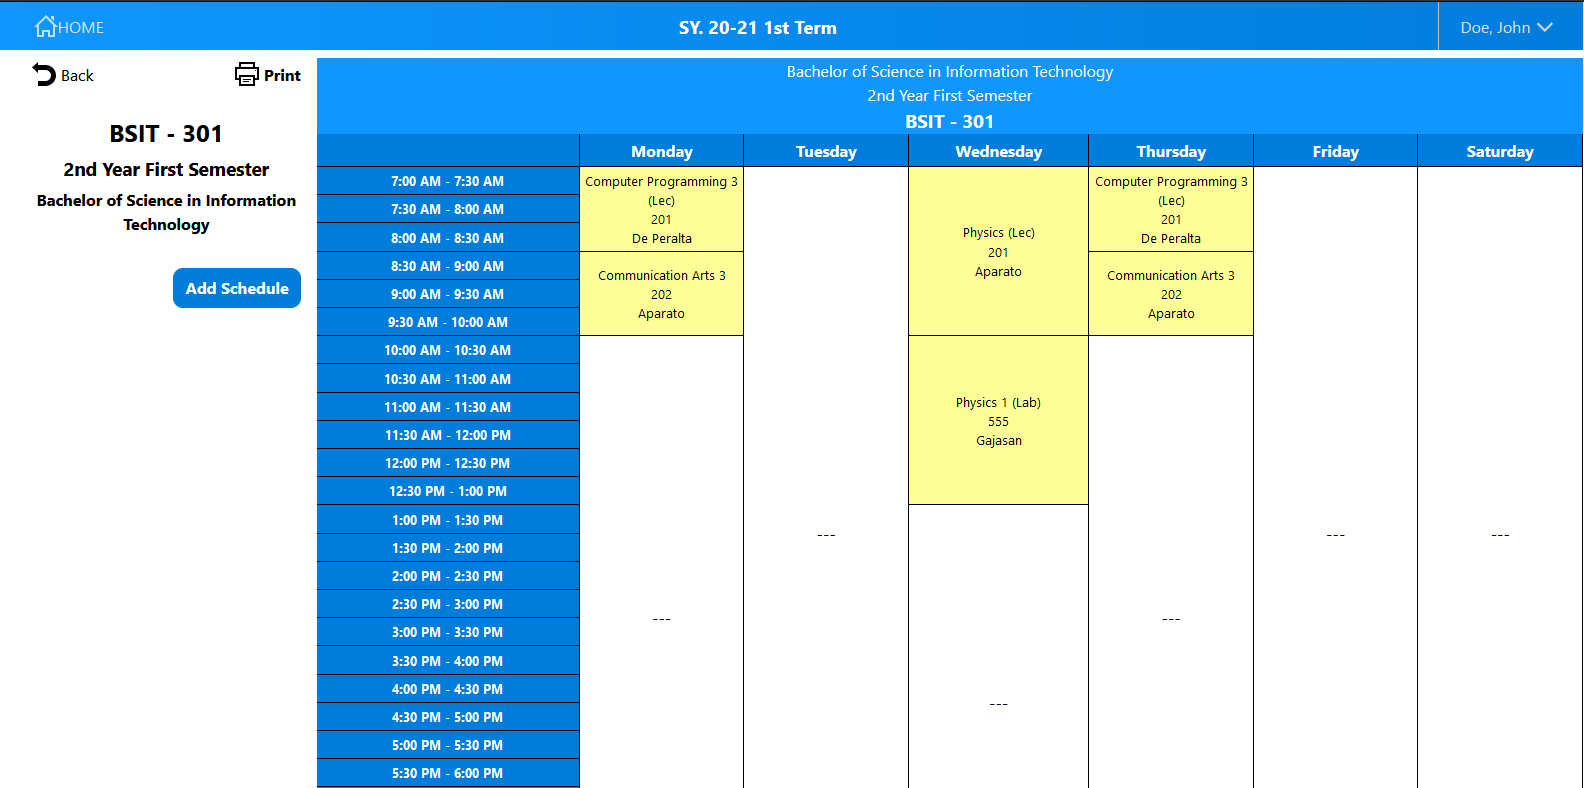 HOME
SY. 20-21 1st Term
Doe, John
Back
Print
BSIT - 301
2nd Year First Semester
Bachelor of Science in Information
Technology
Add Schedule
Bachelor of Science in Information Technology
2nd Year First Semester
BSIT - 301
Monday Tuesday Wednesday Thursday Friday Saturday
7:00 AM - 7:30 AM
7:30 AM - 8:00 AM
8:00 AM - 8:30 AM
8:30 AM - 9:00 AM
9:00 AM - 9:30 AM
9:30 AM - 10:00 AM
10:00 AM - 10:30 AM
10:30 AM - 11:00 AM
11:00 AM - 11:30 AM
11:30 AM - 12:00 PM
12:00 PM - 12:30 PM
12:30 PM - 1:00 PM
1:00 PM - 1:30 PM
1:30 PM - 2:00 PM
2:00 PM - 2:30 PM
2:30 PM - 3:00 PM
3:00 PM - 3:30 PM
3:30 PM - 4:00 PM
4:00 PM - 4:30 PM
4:30 PM - 5:00 PM
5:00 PM - 5:30 PM
5:30 PM - 6:00 PM
Computer Programming 3
(Lec)
201
De Peralta
Communication Arts 3
202
Aparato
---
---
Physics (Lec)
201
Aparato
Physics 1 (Lab)
555
Gajasan
---
Computer Programming 3
(Lec)
201
De Peralta
Communication Arts 3
202
Aparato
---
---
---